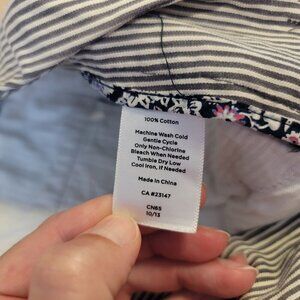 100% Cotton
Machine Wash Cold
Gentle Cycle
Only Non-Chlorine
Bleach When Needed
Tumble Dry Low
Cool Iron, If Needed
Made in China
CA #23147
CN65
10/13